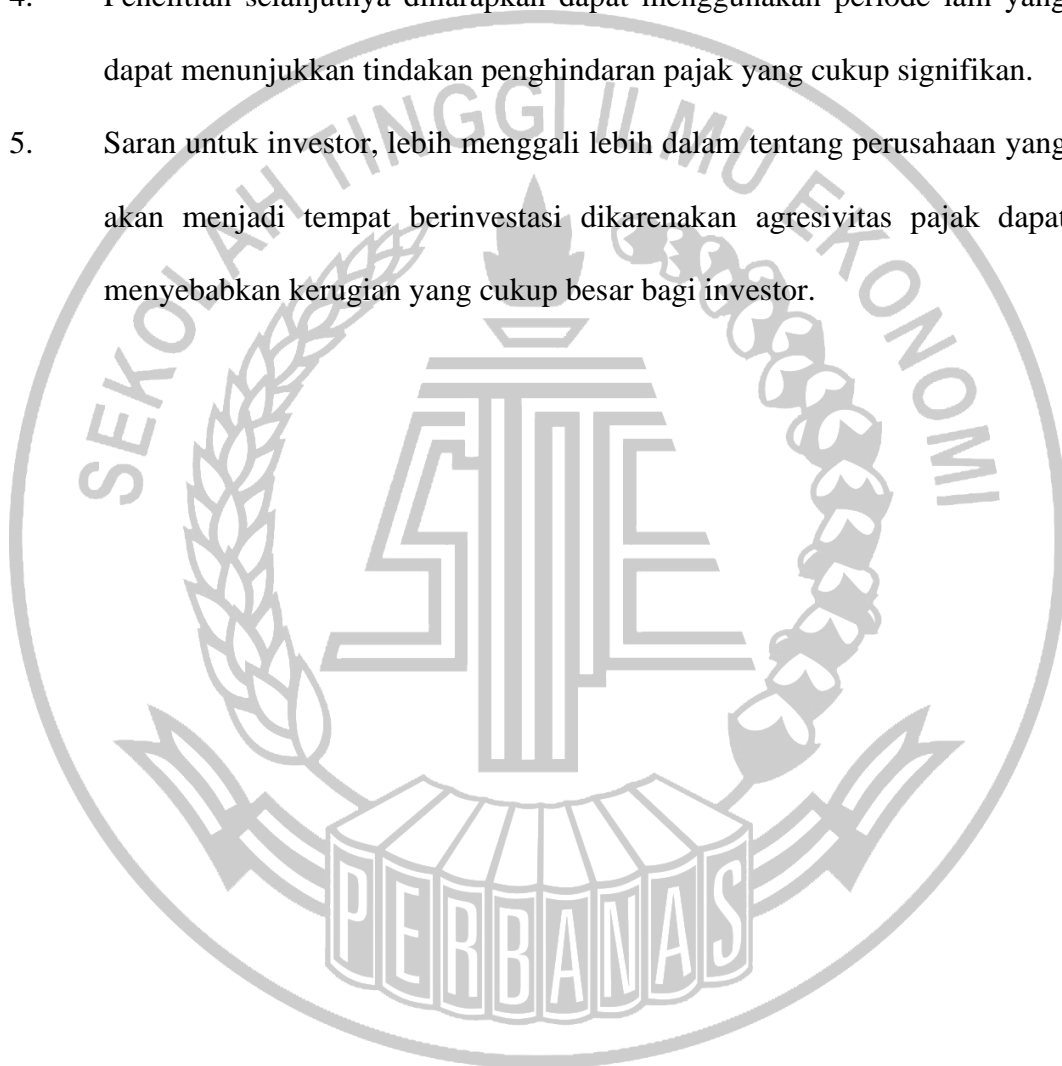 4. Penelitian selanjutnya diharapkan dapat menggunakan periode lain yang
dapat menunjukkan tindakan penghindaran pajak yang cukup signifikan.
5. Saran untuk investor, lebih menggali lebih dalam tentang perusahaan yang
akan menjadi tempat berinvestasi dikarenakan agresivitas pajak dapat
menyebabkan kerugian yang cukup besar bagi investor.
SEKOLAH TINGGI ILMU EKONOMI
STIE
PERBANAS